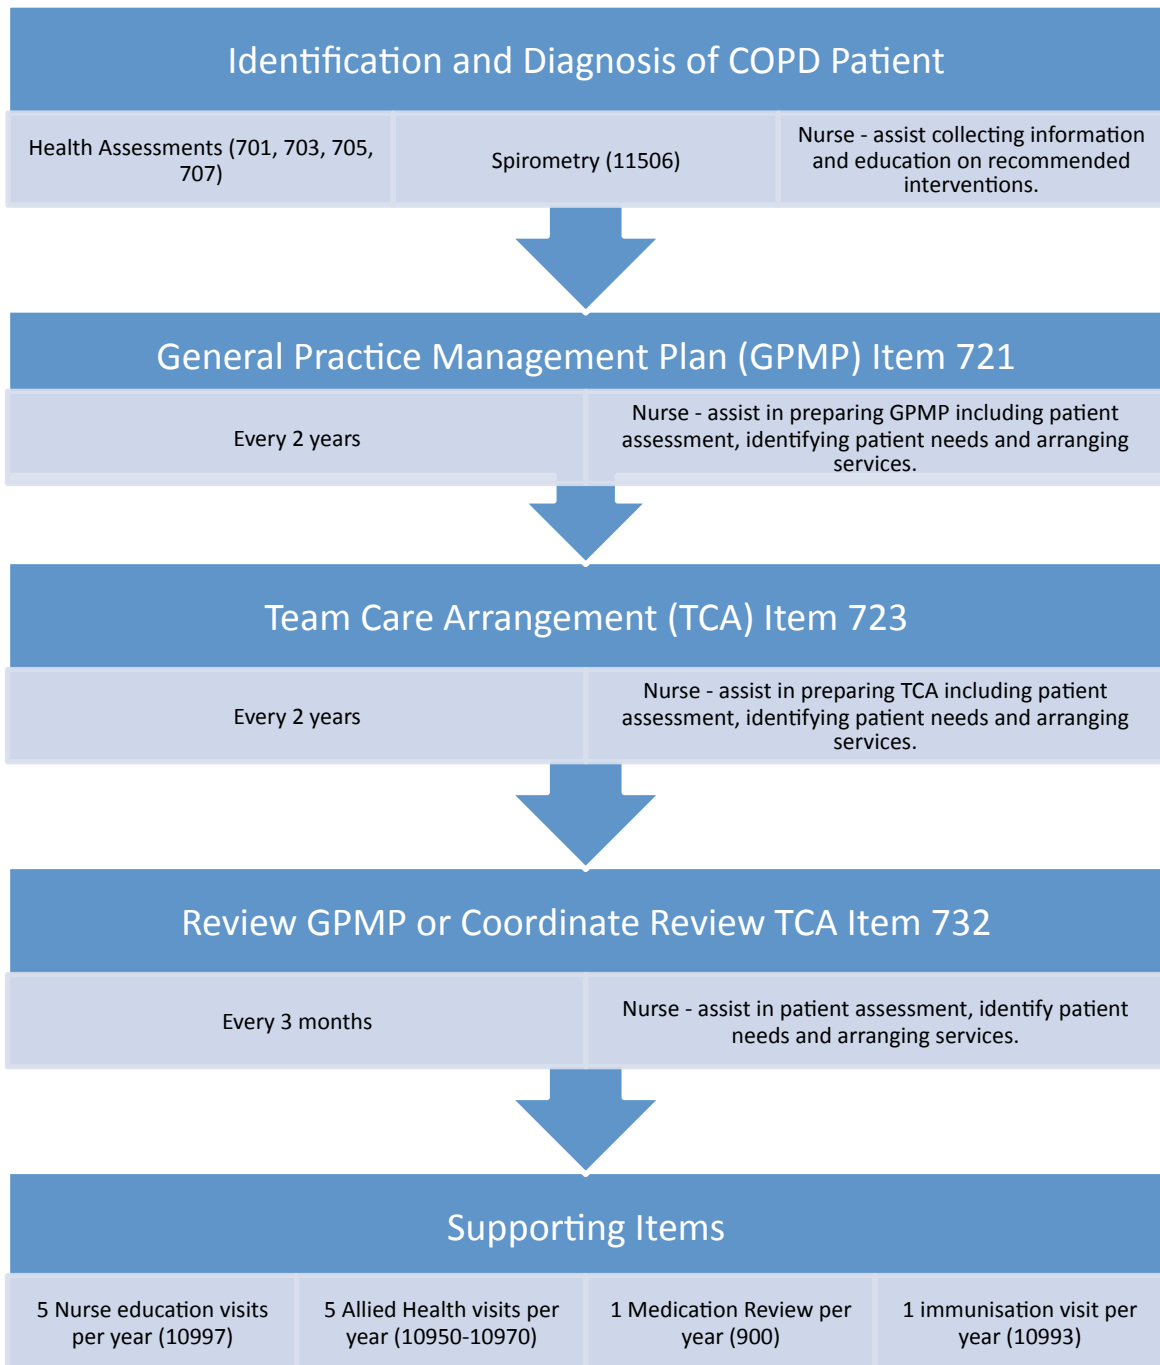 Identification and Diagnosis of COPD Patient
Health Assessments (701, 703, 705,
707)
Spirometry (11506)
Nurse - assist collecting information
and education on recommended
interventions.
General Practice Management Plan (GPMP) Item 721
Every 2 years
Nurse - assist in preparing GPMP including patient
assessment, identifying patient needs and arranging
services.
Team Care Arrangement (TCA) Item 723
Every 2 years
Nurse - assist in preparing TCA including patient
assessment, identifying patient needs and arranging
services.
Review GPMP or Coordinate Review TCA Item 732
Every 3 months
Nurse - assist in patient assessment, identify patient
needs and arranging services.
Supporting Items
5 Nurse education visits
per year (10997)
5 Allied Health visits per
year (10950-10970)
1 Medication Review per
year (900)
1 immunisation visit per
year (10993)